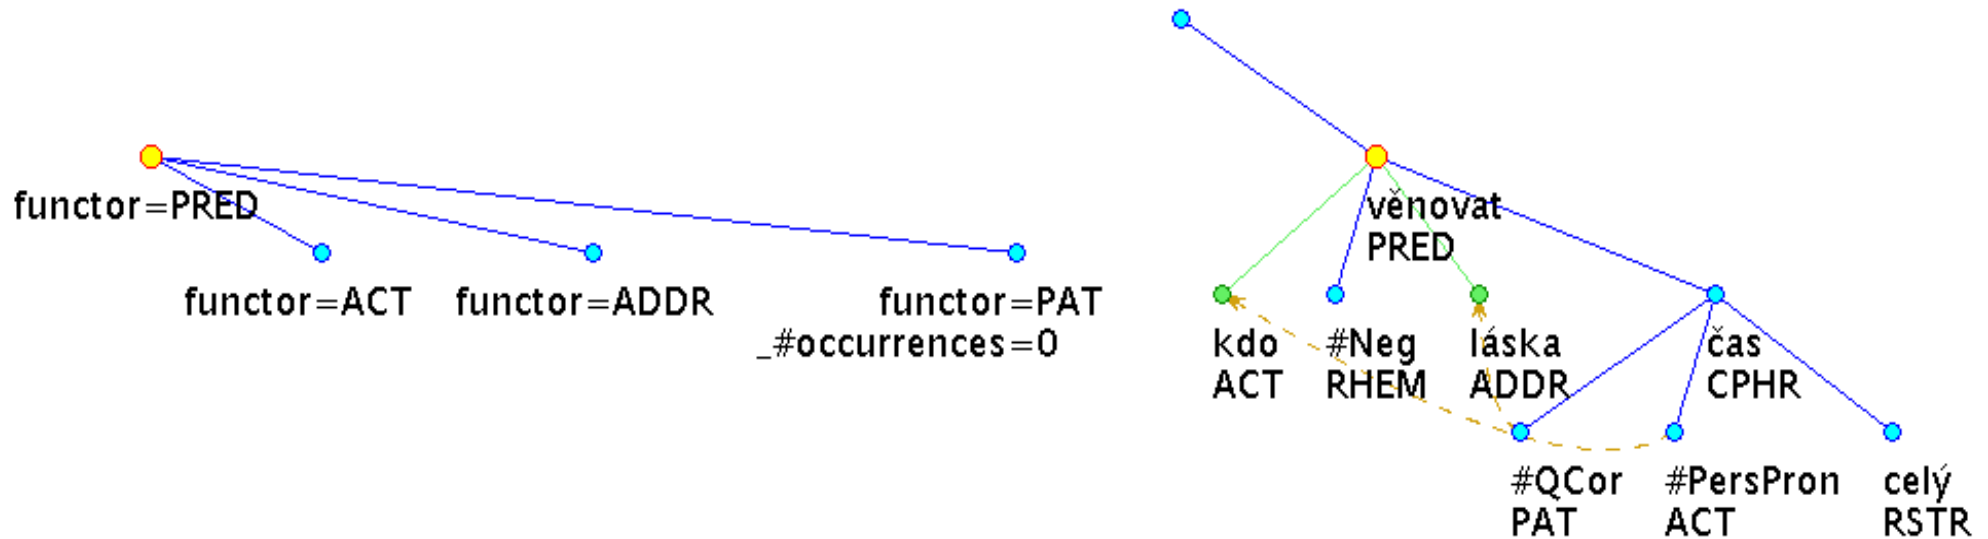 functor=PRED
functor=ACT
functor=ADDR
functor=PAT
_#occurrences=0
věnovat
PRED
kdo
ACT
#Neg
RHEM
láska
ADDR
čas
CPHR
#QCor
PAT
#PersPron
ACT
celý
RSTR